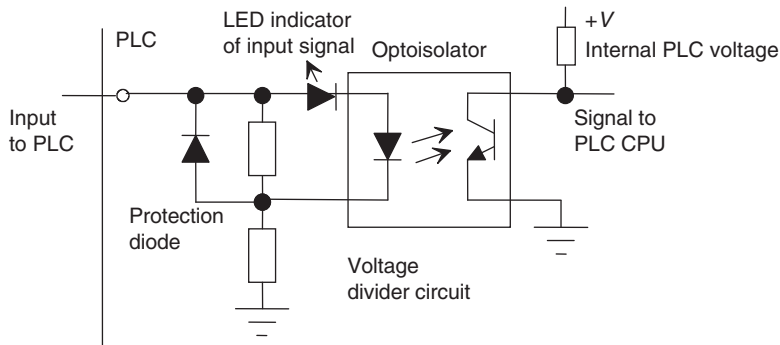 PLC
LED indicator
of input signal
Optoisolator
+V
Internal PLC voltage
Input
to PLC
Signal to
PLC CPU
Protection
diode
Voltage
divider circuit